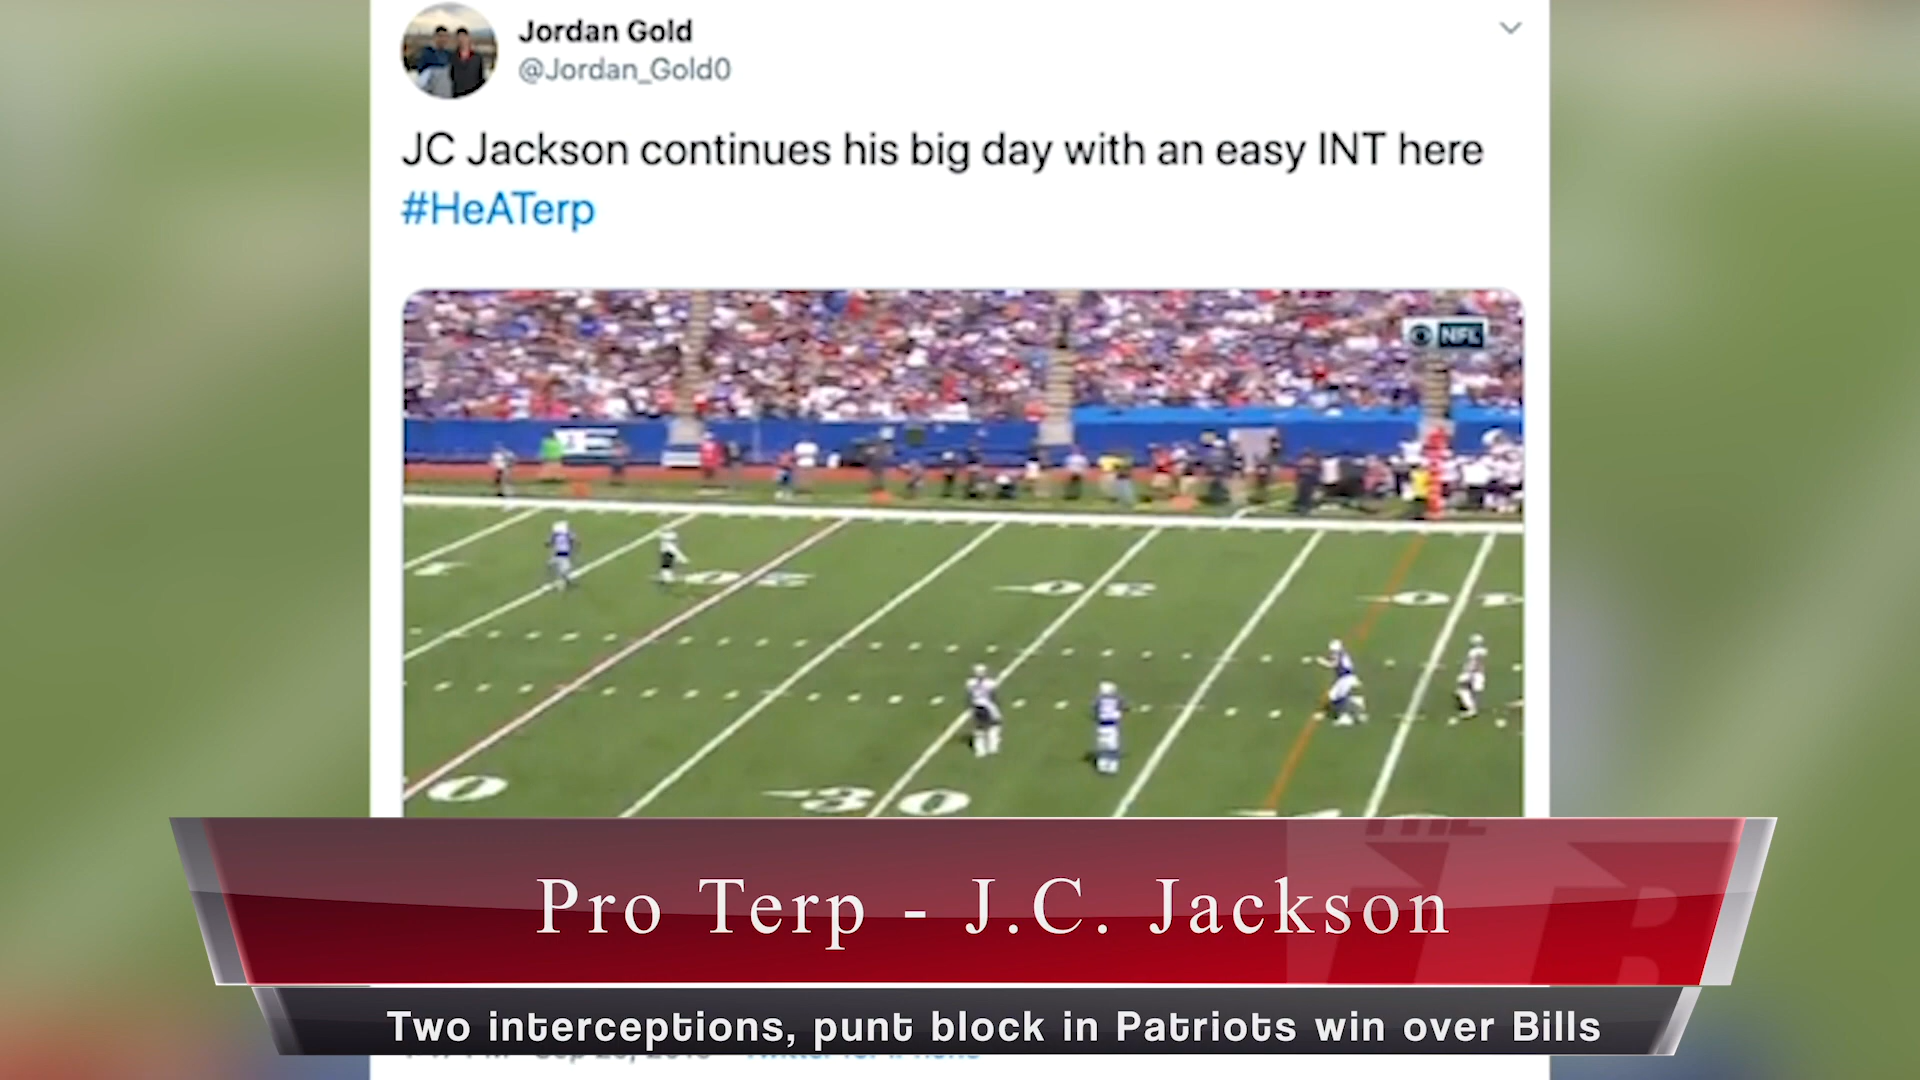 Jordan Gold
@Jordan_Gold0
JC Jackson continues his big day with an easy INT here
#HeATerp
NFL
Pro Terp - J.C. Jackson
Two interceptions, punt block in Patriots win over Bills